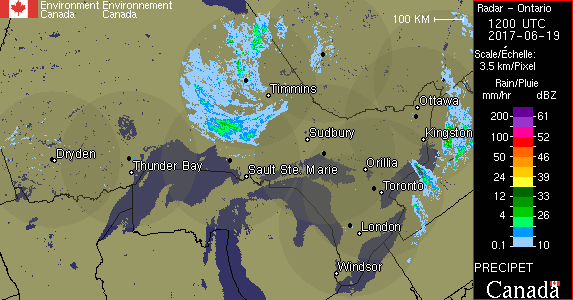 Environment Environnement
Canada Canada
100 KM
Timmins
Ottawa
Sudbury
Kingston
Dryden
Thunder Bay
Sault Ste. Marie
Orillia
Toronto
London
Windsor
Radar - Ontario
1200 UTC
2017-06-19
Scale/Échelle:
3.5 km/Pixel
Rain/Pluie
mm/hr dBZ
200 61
100 52
50 46
24 39
12 33
4 26
0.1 10
PRECIPET
Canada